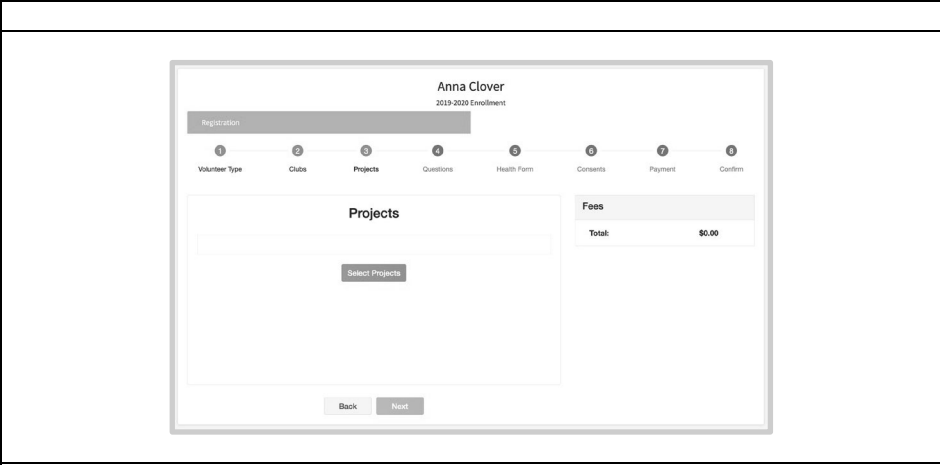 Anna Clover
2019-2020 Enrollment
Registration
1 2 3 4 5 6 7 8
Volunteer Type Clubs Projects Questions Health Form Consents Payment Confirm
Projects
Select Projects
Fees
Total: $0.00
Back Next